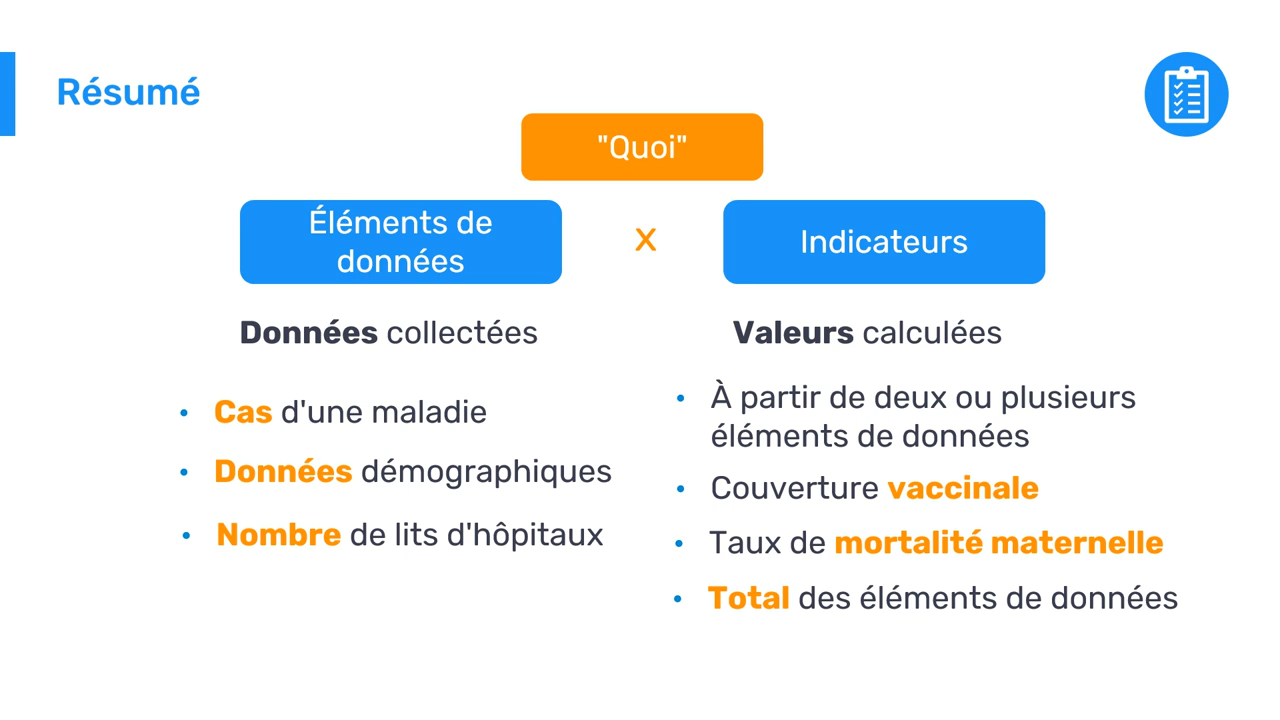 Résumé
"Quoi"
Éléments de
données
x
Indicateurs
Données collectées
Cas d'une maladie
Données démographiques
Nombre de lits d'hôpitaux
Valeurs calculées
À partir de deux ou plusieurs
éléments de données
Couverture vaccinale
Taux de mortalité maternelle
Total des éléments de données